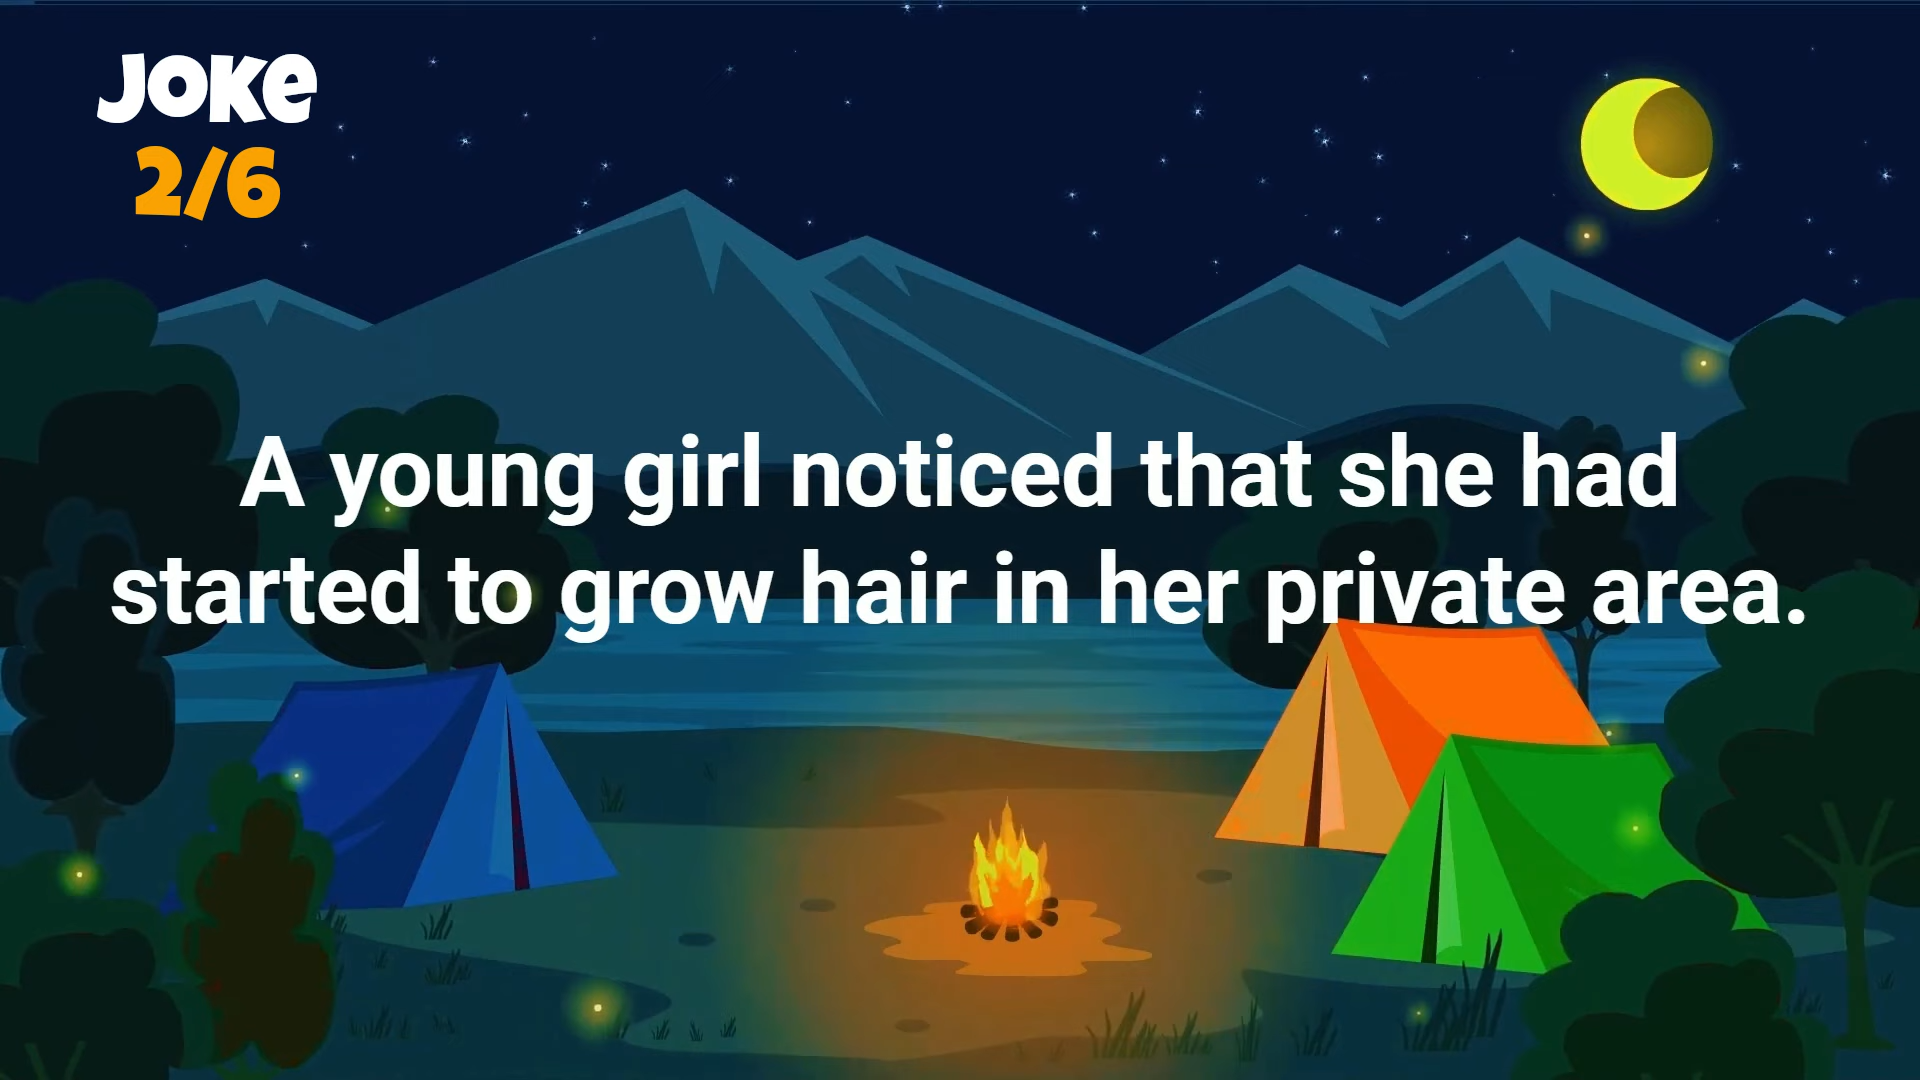 Joke
2/6
A young girl noticed that she had
started to grow hair in her private area.